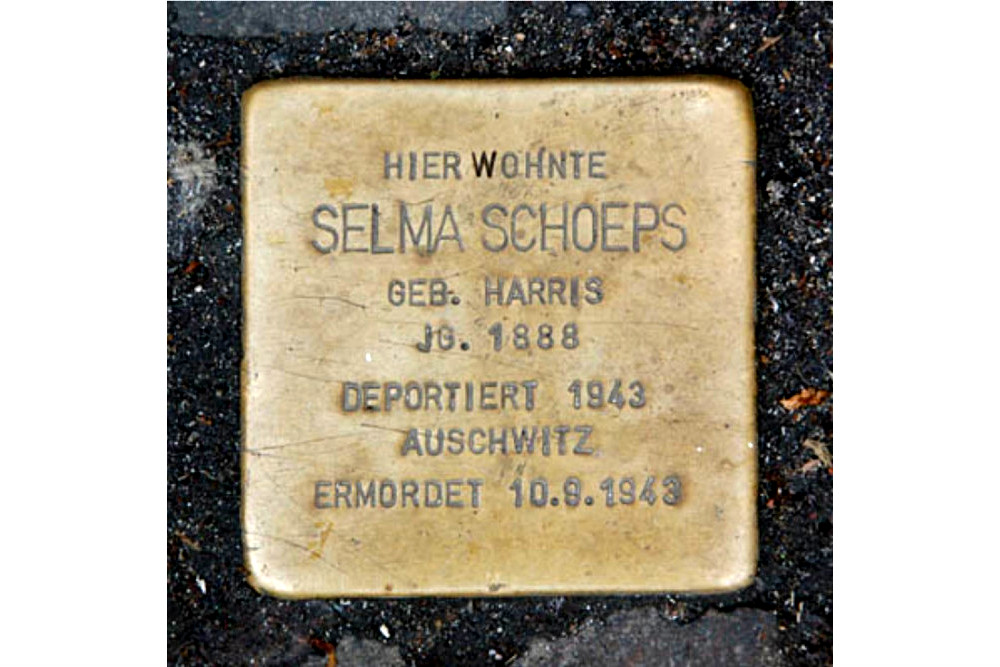 HIER WOHNTE
SELMA SCHOEPS
GEB. HARRIS
JG. 1888
DEPORTIERT 1943
AUSCHWITZ
ERMORDET 10.9.1943